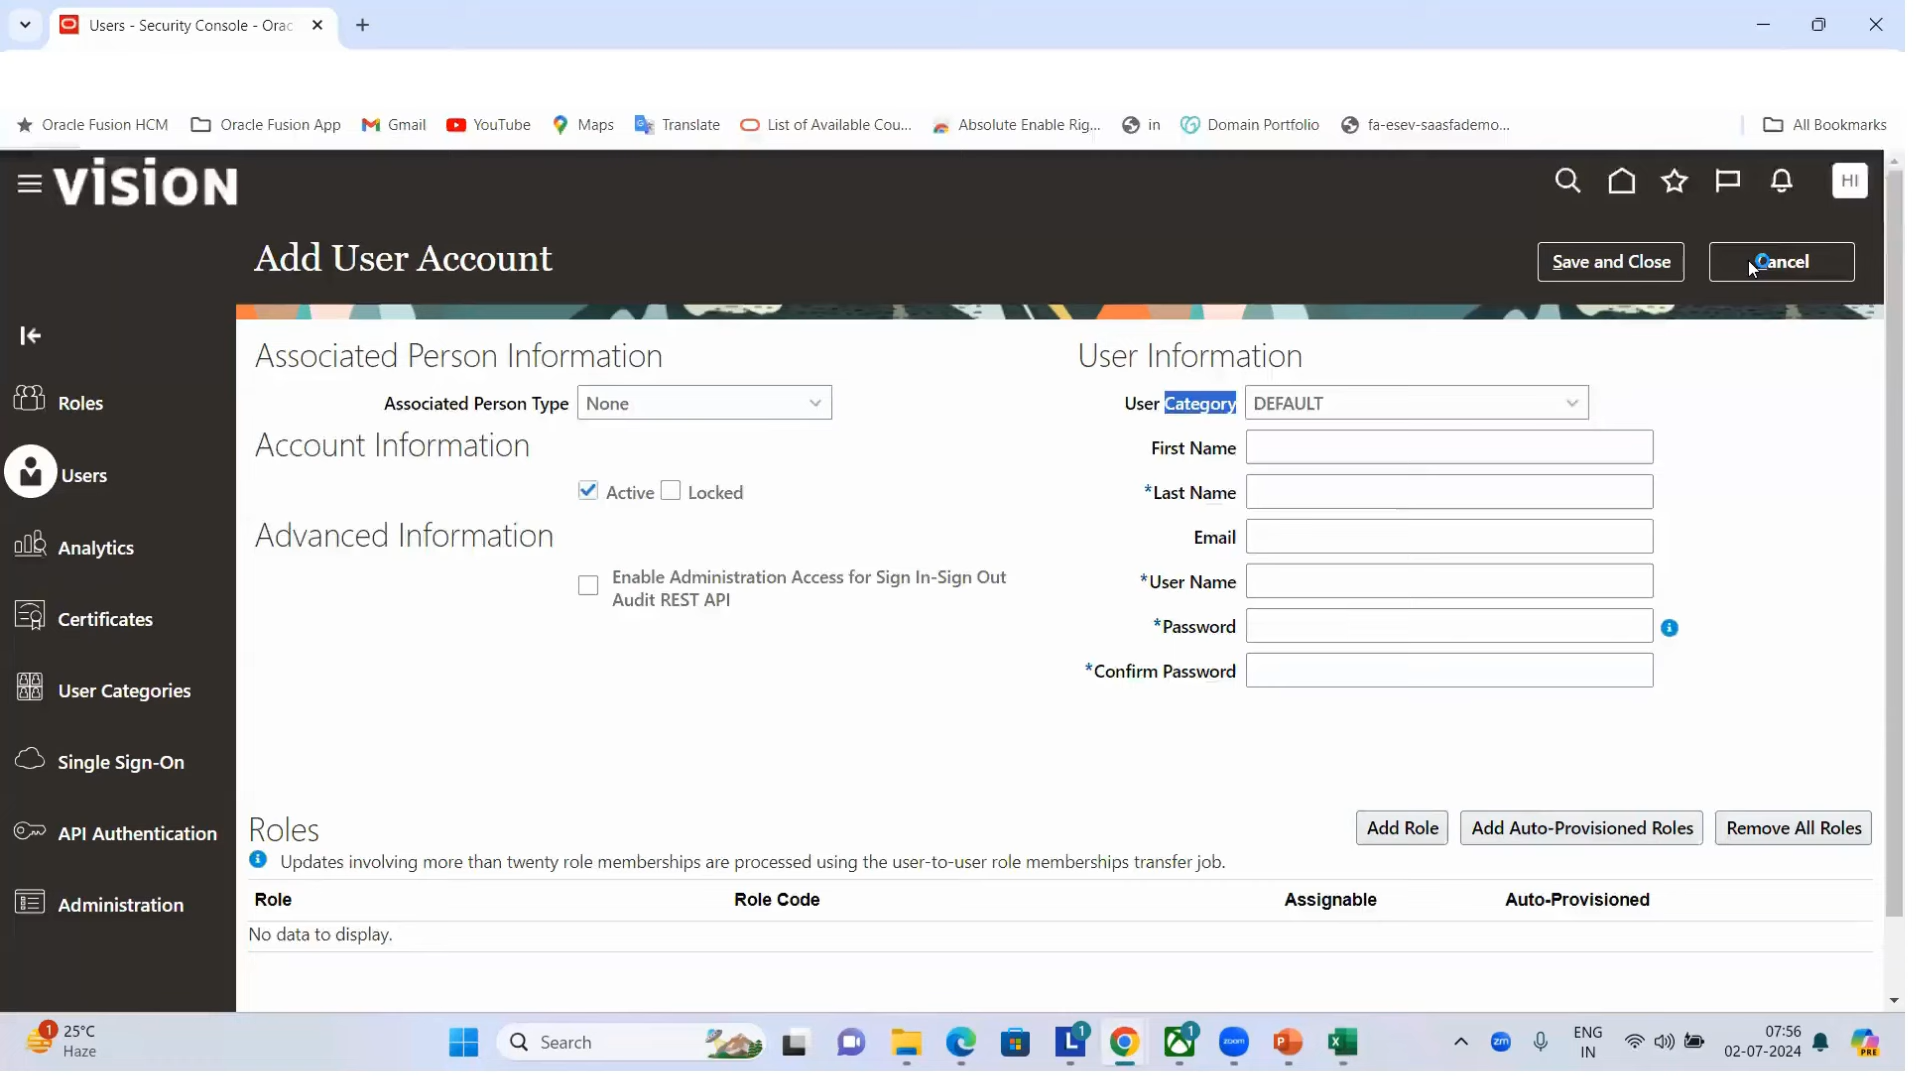 Users - Security Console - Orac
Oracle Fusion HCM
Oracle Fusion App
Gmail
YouTube
Maps
Translate
List of Available Cou...
Absolute Enable Rig...
in
Domain Portfolio
fa-esev-saasfademo...
All Bookmarks
vision
HI
Add User Account
Save and Close
Cancel
Associated Person Information
User Information
Associated Person Type
None
User Category
DEFAULT
Account Information
First Name
Active
Locked
*Last Name
Advanced Information
Email
Enable Administration Access for Sign In-Sign Out
Audit REST API
*User Name
*Password
*Confirm Password
Roles
Users
Analytics
Certificates
User Categories
Single Sign-On
API Authentication
Administration
Roles
Add Role
Add Auto-Provisioned Roles
Remove All Roles
Updates involving more than twenty role memberships are processed using the user-to-user role memberships transfer job.
Role
Role Code
Assignable
Auto-Provisioned
No data to display.
1
25°C
Haze
Search
L
1
1
zoom
P
X
zm
ENG
IN
07:56
02-07-2024
PRE